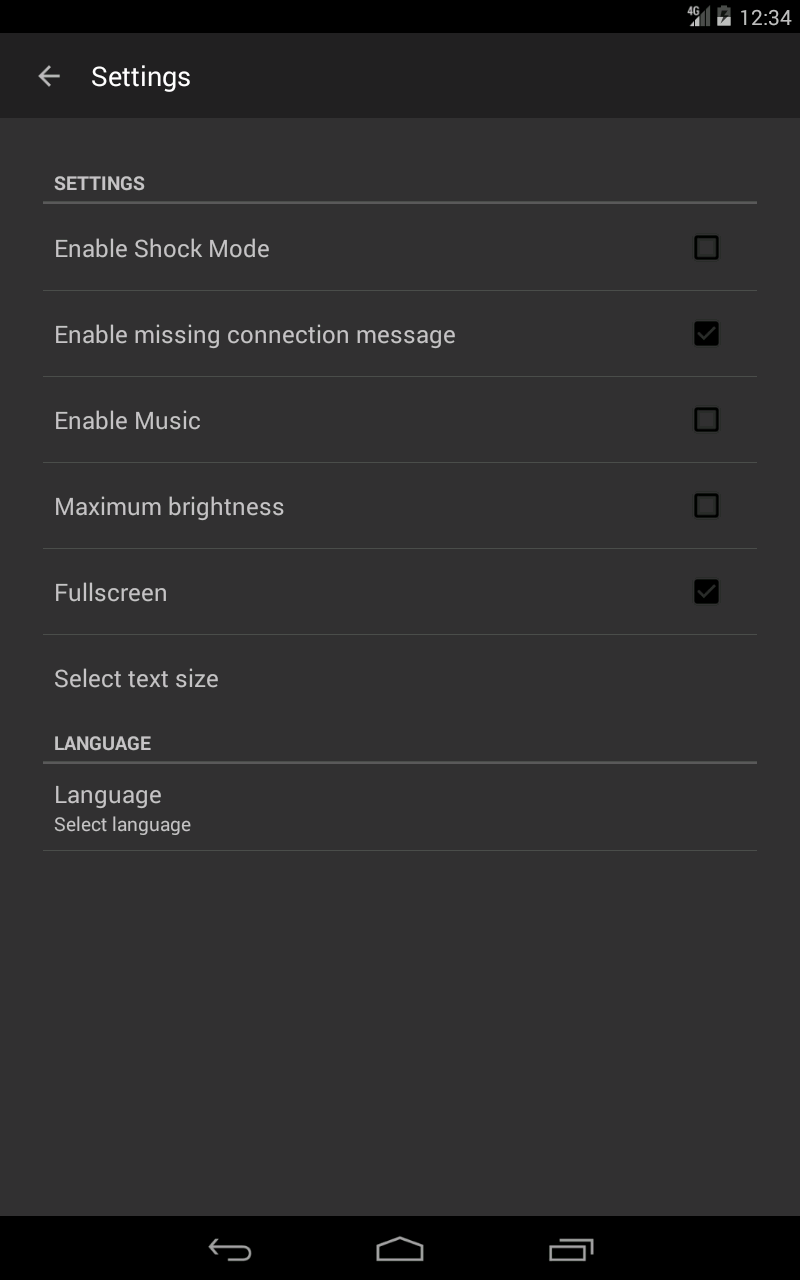 4G 12:34
Settings
SETTINGS
Enable Shock Mode
Enable missing connection message
Enable Music
Maximum brightness
Fullscreen
Select text size
LANGUAGE
Language
Select language